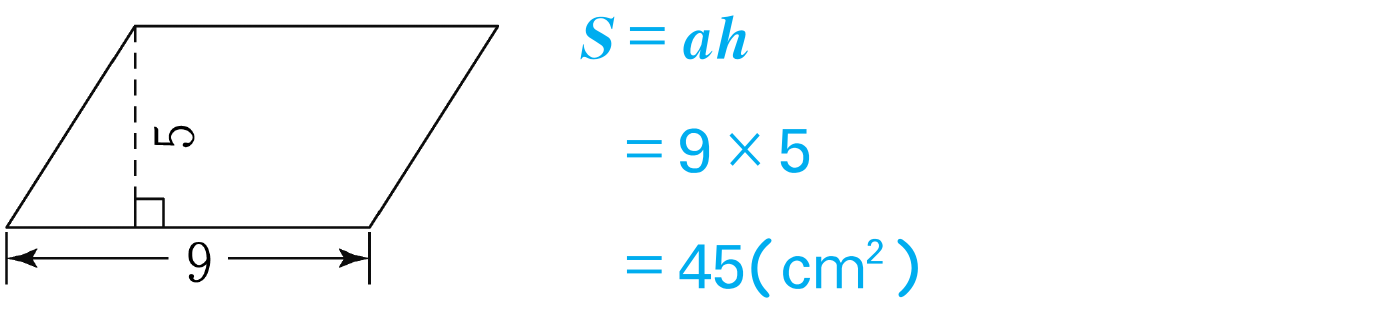 5
9
S = ah
= 9 × 5
= 45(cm²)